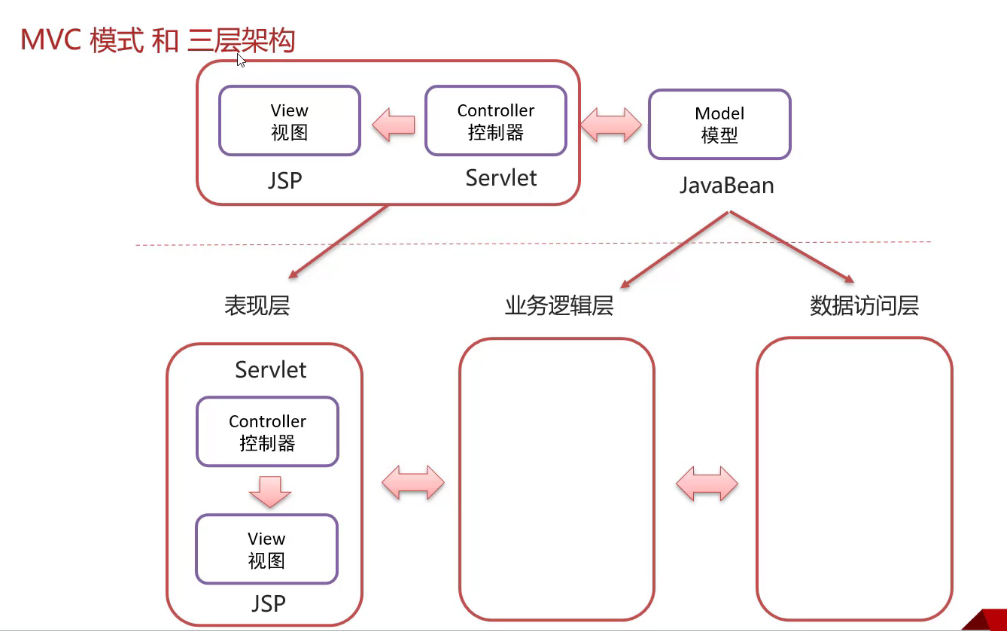 MVC 模式 和 三层架构
View
视图
Controller
控制器
Model
模型
JSP
Servlet
JavaBean
表现层
业务逻辑层
数据访问层
Servlet
Controller
控制器
View
视图
JSP